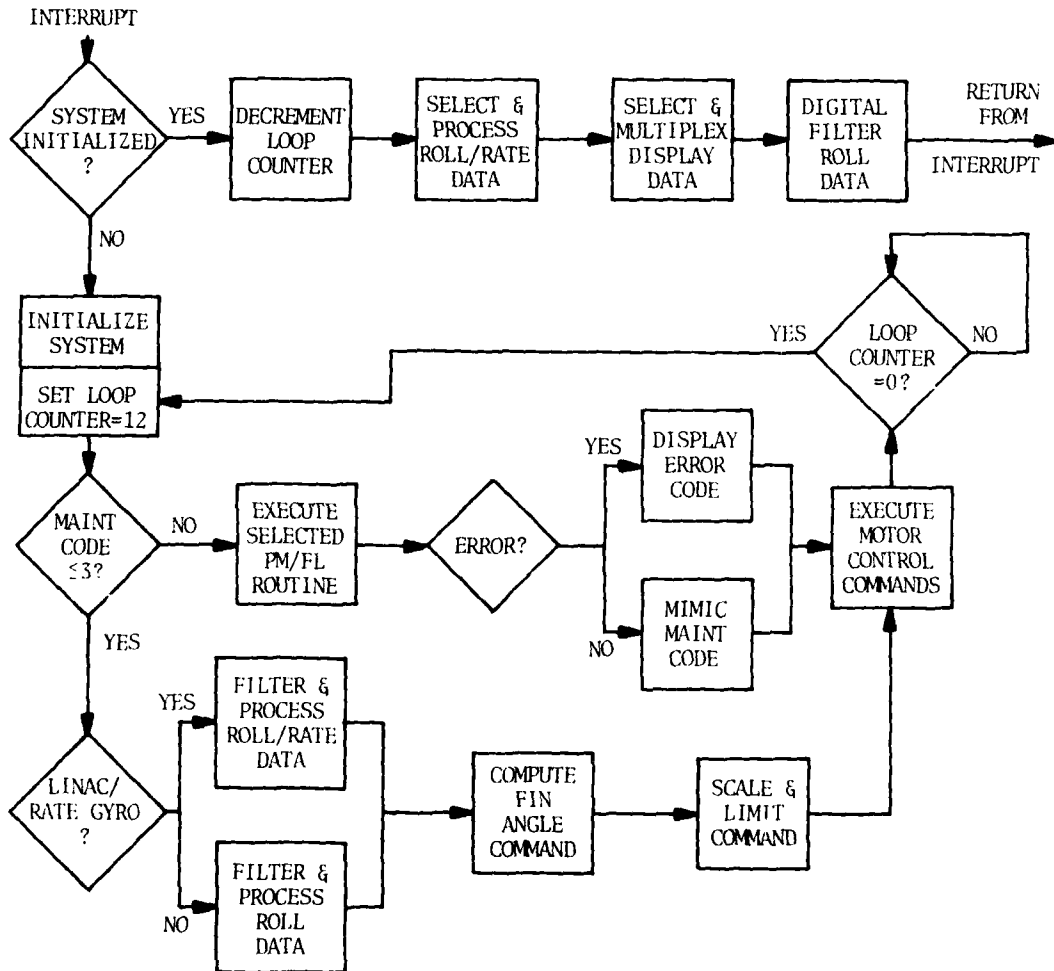 INTERRUPT
SYSTEM
INITIALIZED
?
YES
DECREMENT
LOOP
COUNTER
SELECT &
PROCESS
ROLL/RATE
DATA
SELECT &
MULTIPLEX
DISPLAY
DATA
DIGITAL
FILTER
ROLL
DATA
RETURN
FROM
INTERRUPT
NO
INITIALIZE
SYSTEM
SET LOOP
COUNTER=12
YES
LOOP
COUNTER
=0?
NO
MAINT
CODE
≤3?
NO
EXECUTE
SELECTED
PM/FL
ROUTINE
ERROR?
YES
DISPLAY
ERROR
CODE
NO
MIMIC
MAINT
CODE
EXECUTE
MOTOR
CONTROL
COMMANDS
YES
LINAC/
RATE GYRO
?
YES
FILTER &
PROCESS
ROLL/RATE
DATA
NO
FILTER &
PROCESS
ROLL
DATA
COMPUTE
FIN
ANGLE
COMMAND
SCALE &
LIMIT
COMMAND